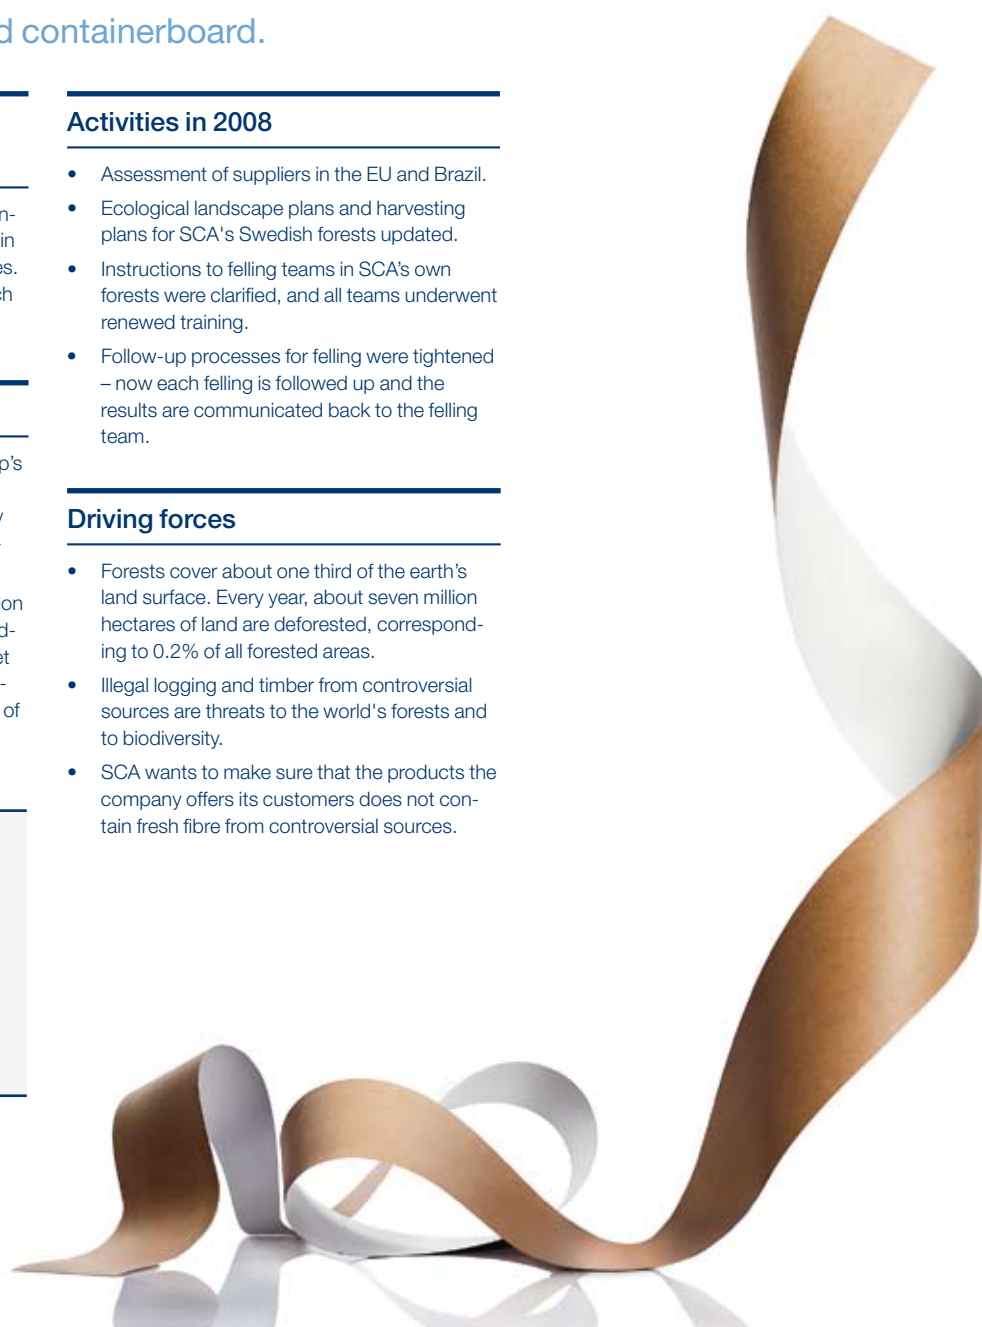 containerboard.
in
Activities in 2008
• Assessment of suppliers in the EU and Brazil.
• Ecological landscape plans and harvesting
plans for SCA's Swedish forests updated.
• Instructions to felling teams in SCA’s own
forests were clarified, and all teams underwent
renewed training.
• Follow-up processes for felling were tightened
– now each felling is followed up and the
results are communicated back to the felling
team.
of
Driving forces
• Forests cover about one third of the earth’s
land surface. Every year, about seven million
hectares of land are deforested, correspond-
ing to 0.2% of all forested areas.
• Illegal logging and timber from controversial
sources are threats to the world's forests and
to biodiversity.
• SCA wants to make sure that the products the
company offers its customers does not con-
tain fresh fibre from controversial sources.